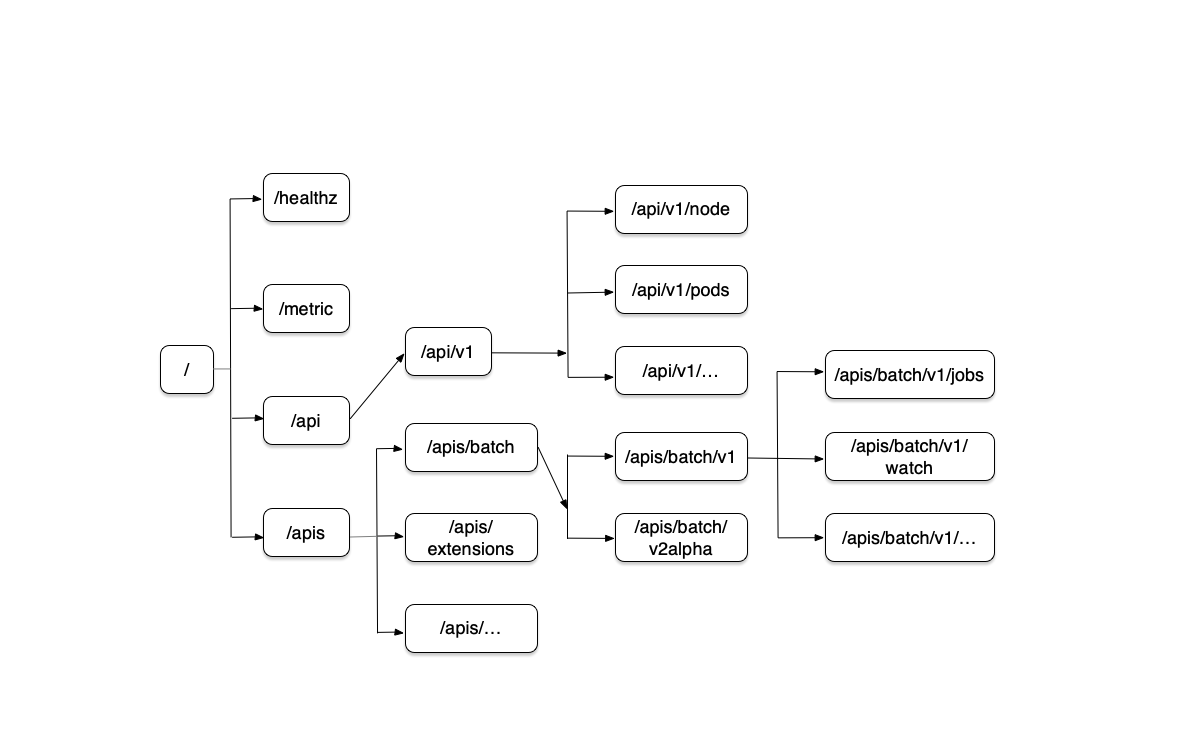 /healthz
/metric
/
/api
/apis
/api/v1
/apis/batch
/apis/
extensions
/apis/...
/api/v1/node
/api/v1/pods
/api/v1/...
/apis/batch/v1
/apis/batch/
v2alpha
/apis/batch/v1/jobs
/apis/batch/v1/
watch
/apis/batch/v1/...